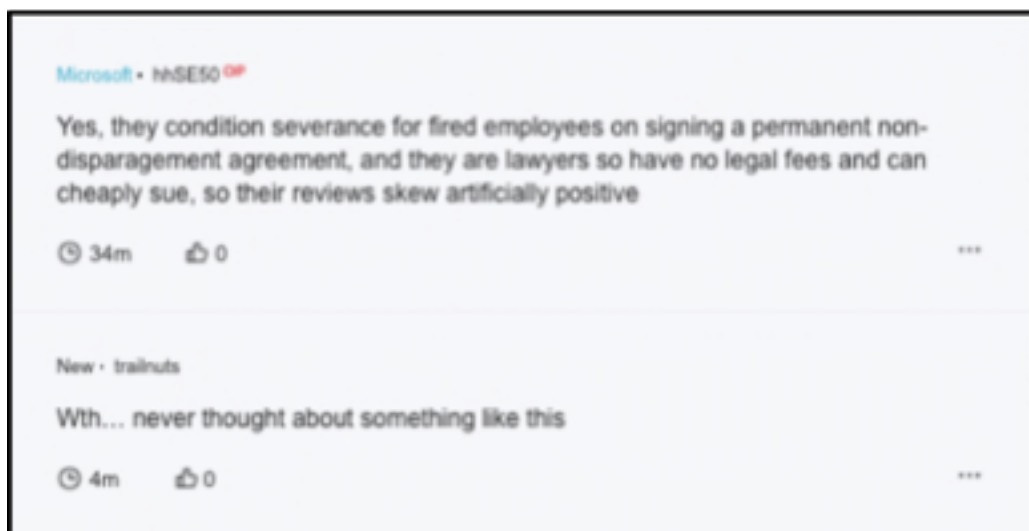 Microsoft • hhSE50 OP
Yes, they condition severance for fired employees on signing a permanent non-
disparagement agreement, and they are lawyers so have no legal fees and can
cheaply sue, so their reviews skew artificially positive
34m 0
New • trailnuts
Wth... never thought about something like this
4m 0